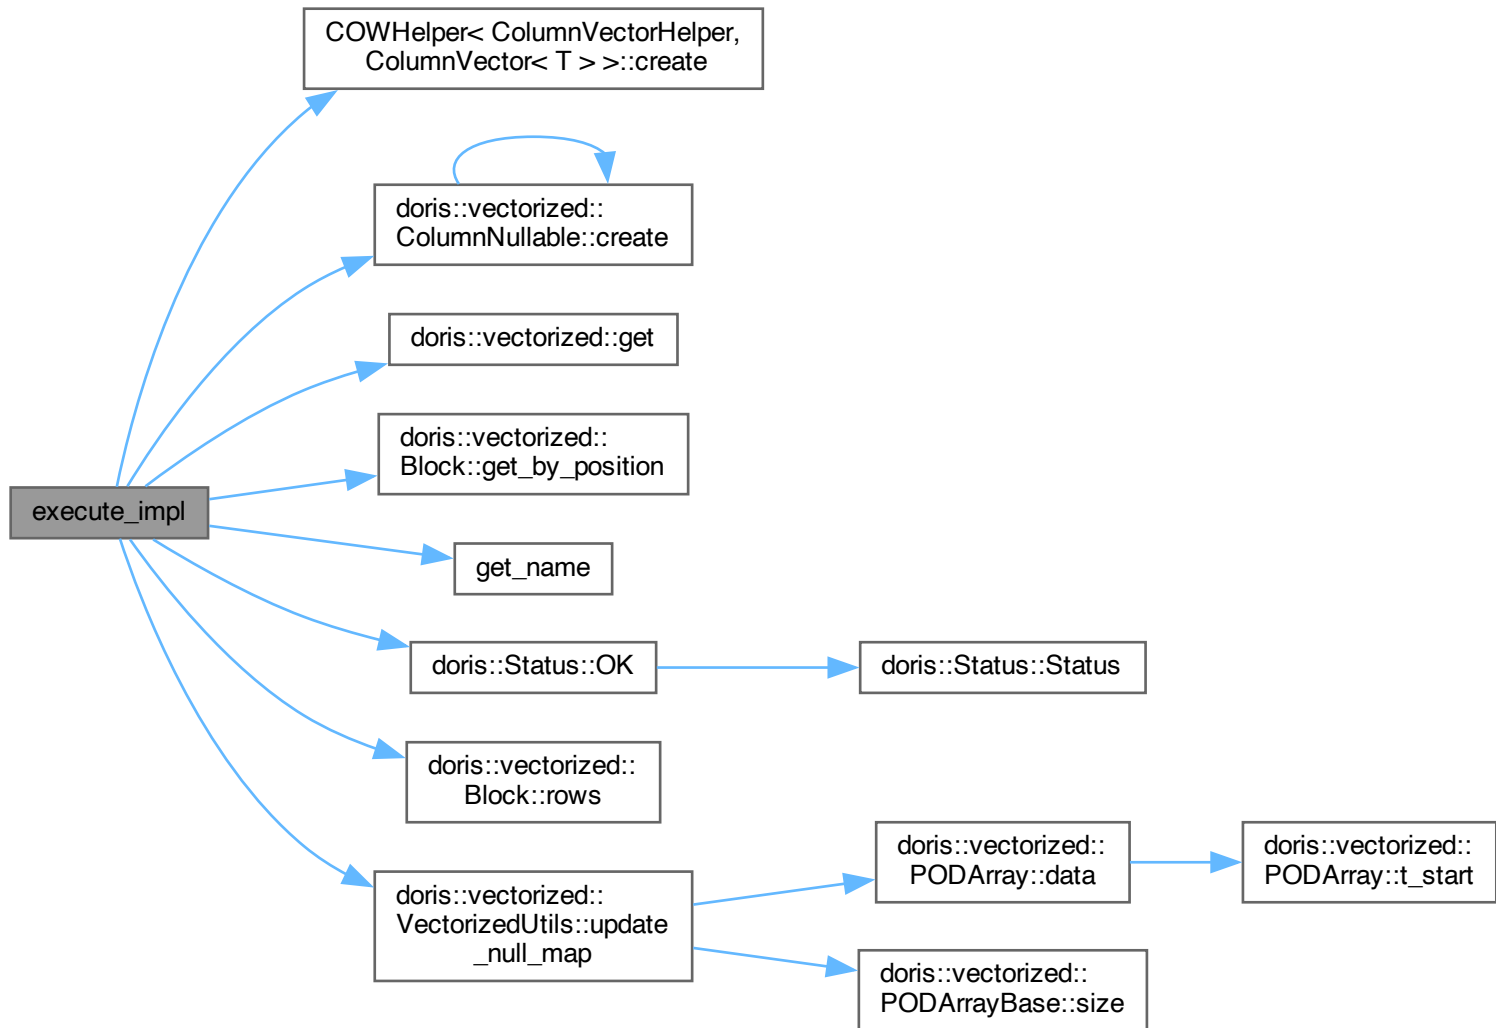 COWHelper< ColumnVectorHelper,
ColumnVector< T > >::create
doris::vectorized::
ColumnNullable::create
doris::vectorized::get
doris::vectorized::
Block::get_by_position
execute_impl
get_name
doris::Status::OK
doris::Status::Status
doris::vectorized::
Block::rows
doris::vectorized::
VectorizedUtils::update
_null_map
doris::vectorized::
PODArray::data
doris::vectorized::
PODArray::t_start
doris::vectorized::
PODArrayBase::size